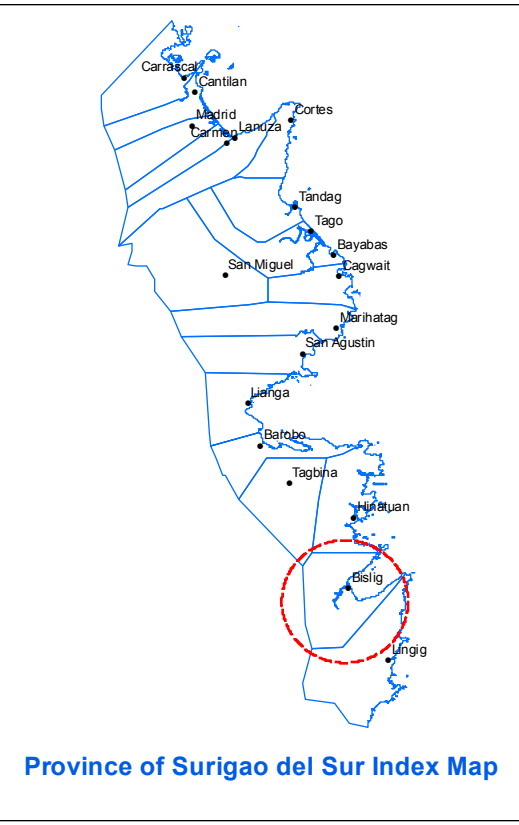 Carrascal
Cantilan
Cortes
Madrid
Lanuza
Carmen
Tandag
Tago
Bayabas
San Miguel
Cagwait
Marihatag
San Agustin
Lianga
Barobo
Tagbina
Hinatuan
Bislig
Lingig
Province of Surigao del Sur Index Map